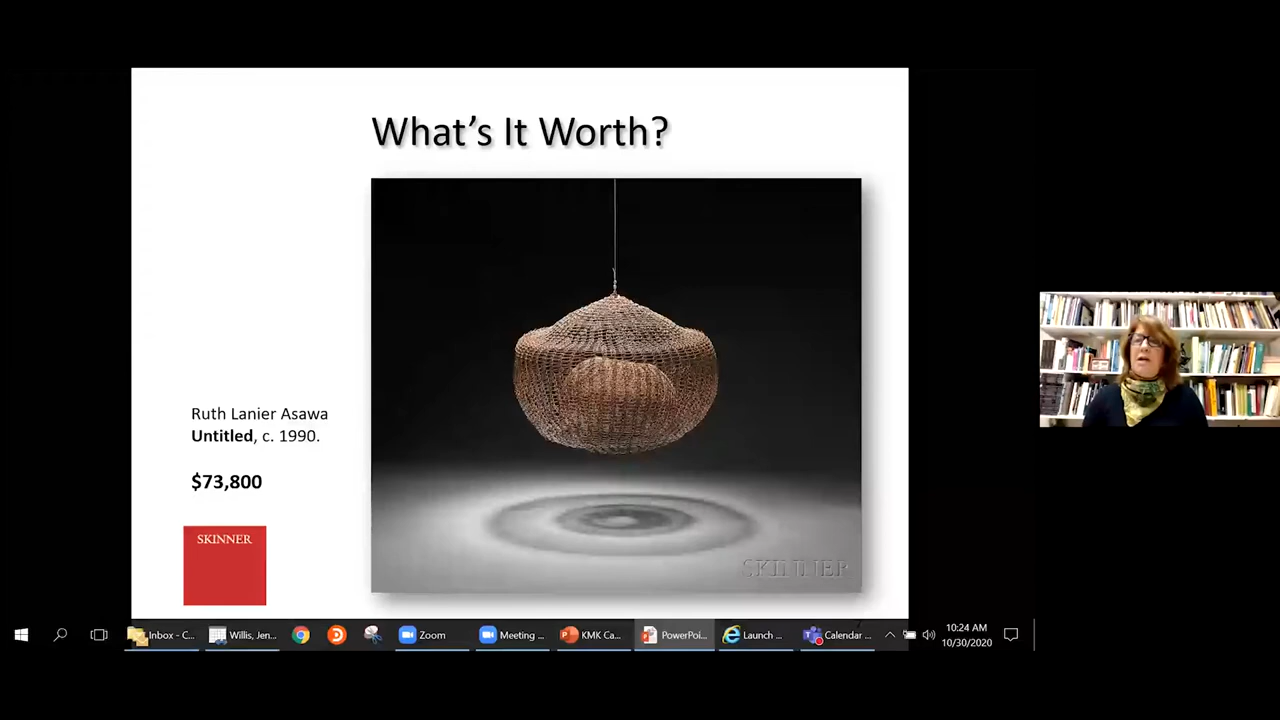 What's It Worth?
Ruth Lanier Asawa
Untitled, c. 1990.
$73,800
SKINNER
SKINNER
Inbox - C...
Willis, Jen...
Zoom
Meeting ...
KMK Ca...
PowerPoi...
Launch ...
Calendar ...
10:24 AM
10/30/2020